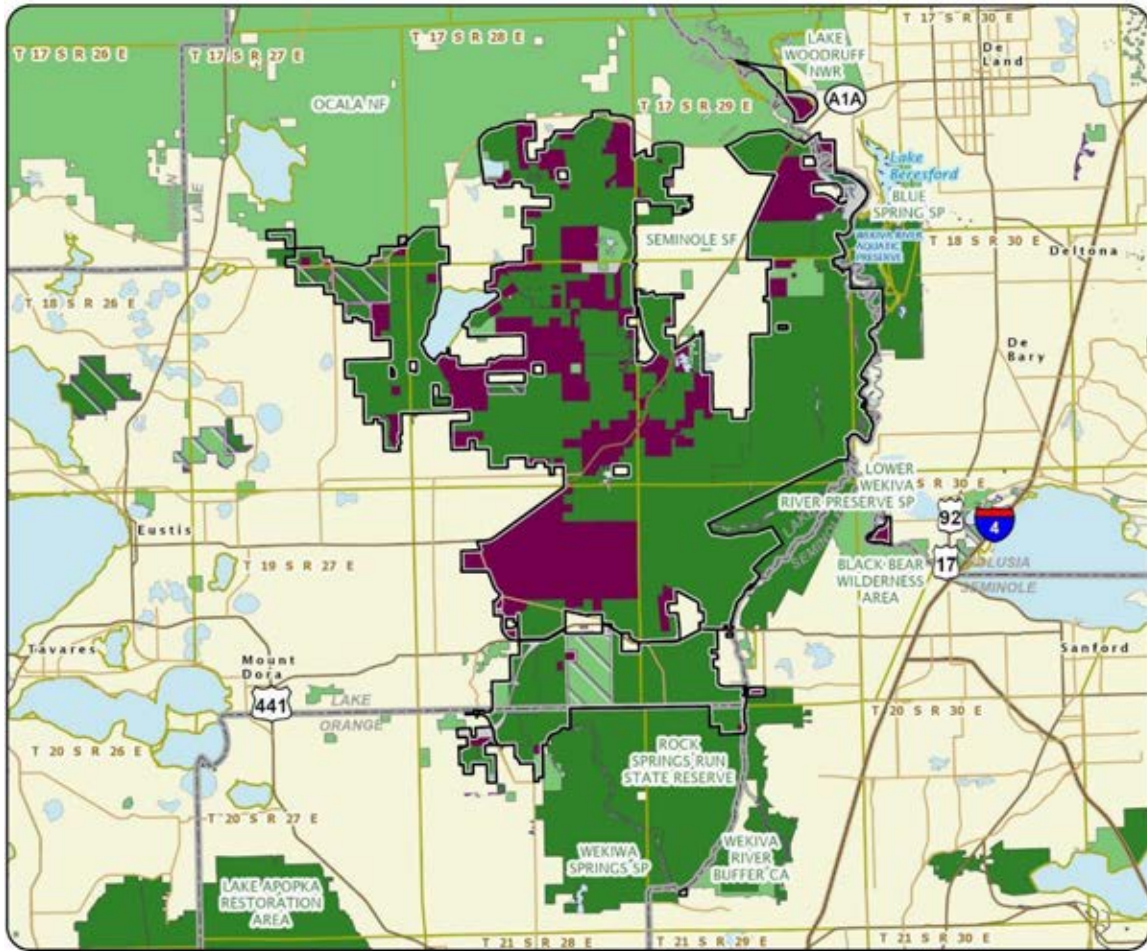 T 17 S R 26 E
T 17 S R 27 E
T 17 S R 28 E
T 17 S R 30 E
LAKE
WOODRUFF
NWR
De
Land
OCALA NF
T 17 S R 29 E
A1A
LAKE
Lake
Beresford
BLUE
SPRING SP
WEKIVA RIVER
AQUATIC
PRESERVE
SEMINOLE SF
T 18 S R 30 E
Deltona
T 18 S R 26 E
De
Bary
LOWER
WEKIVA
RIVER PRESERVE SP
S R 30 E
92
4
17
Eustis
LAKE
SEMINOLE
BLACK BEAR
WILDERNESS
AREA
VOLUSIA
SEMINOLE
T 19 S R 27 E
Tavares
Mount
Dora
Sanford
441
LAKE
ORANGE
T 20 S R 30 E
T 20 S R 26 E
ROCK
SPRINGS RUN
STATE RESERVE
T 20 S R 27 E
WEKIWA
SPRINGS SP
WEKIVA
RIVER
BUFFER CA
LAKE APOPKA
RESTORATION
AREA
T 21 S R 28 E
T 21 S R 29 E
T 21 S R 30 E